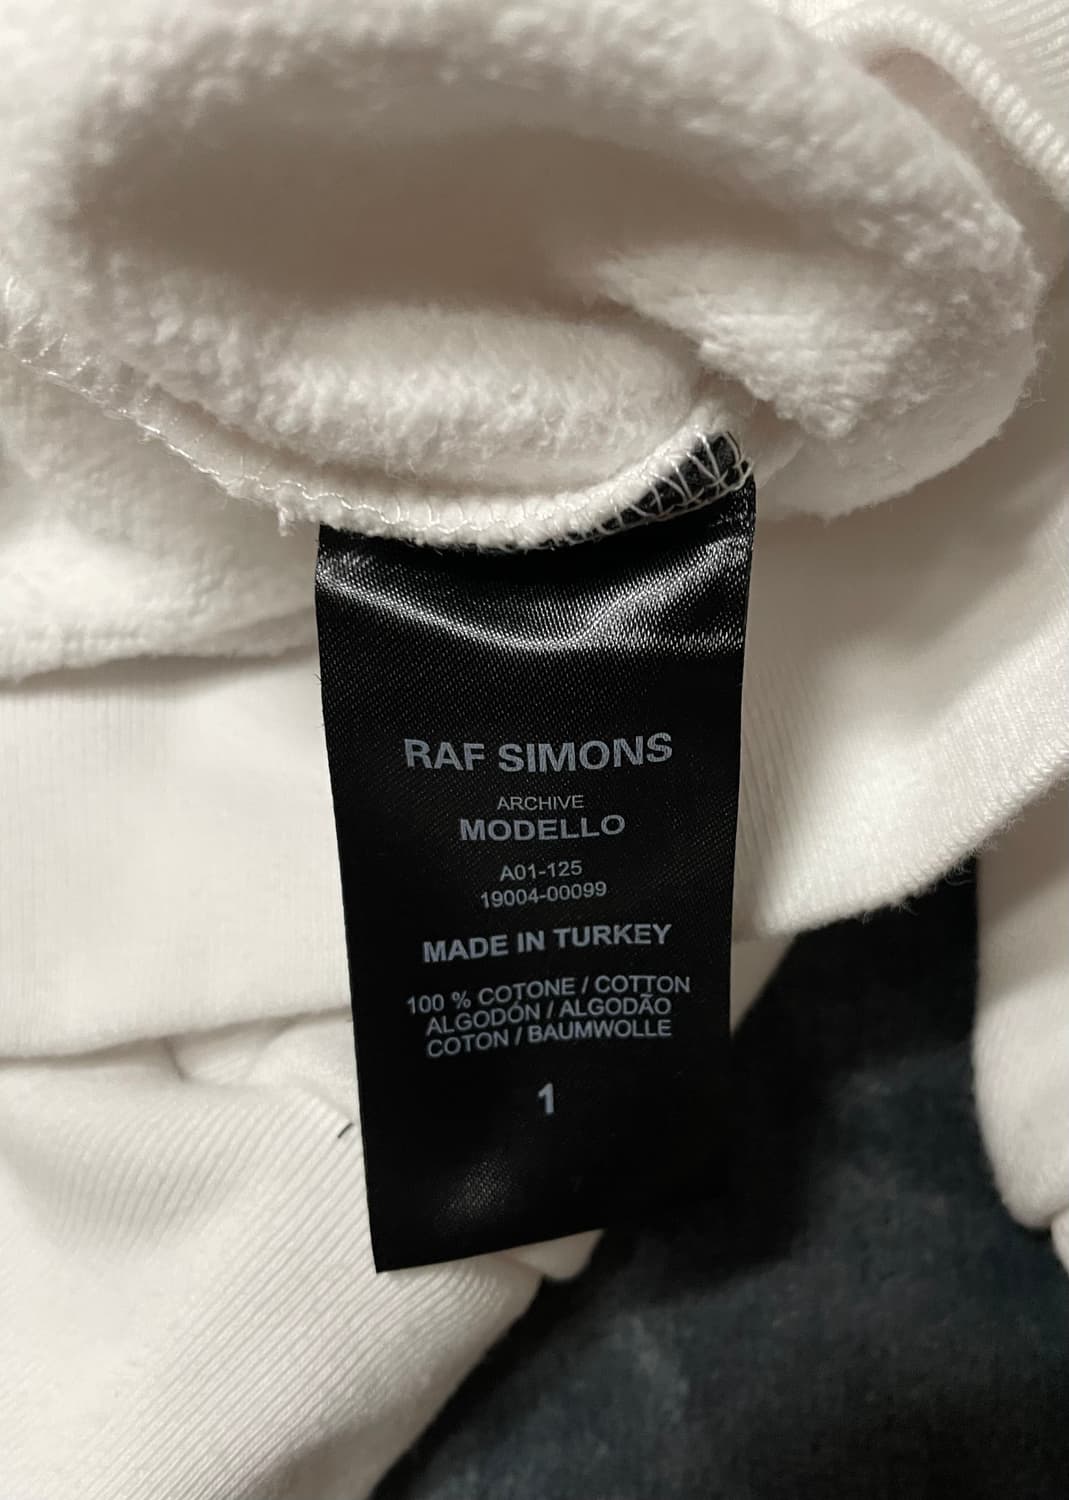 RAF SIMONS
ARCHIVE
MODELLO
A01-125
19004-00099
MADE IN TURKEY
100 % COTONE / COTTON
ALGODÓN / ALGODÃO
COTON / BAUMWOLLE
1